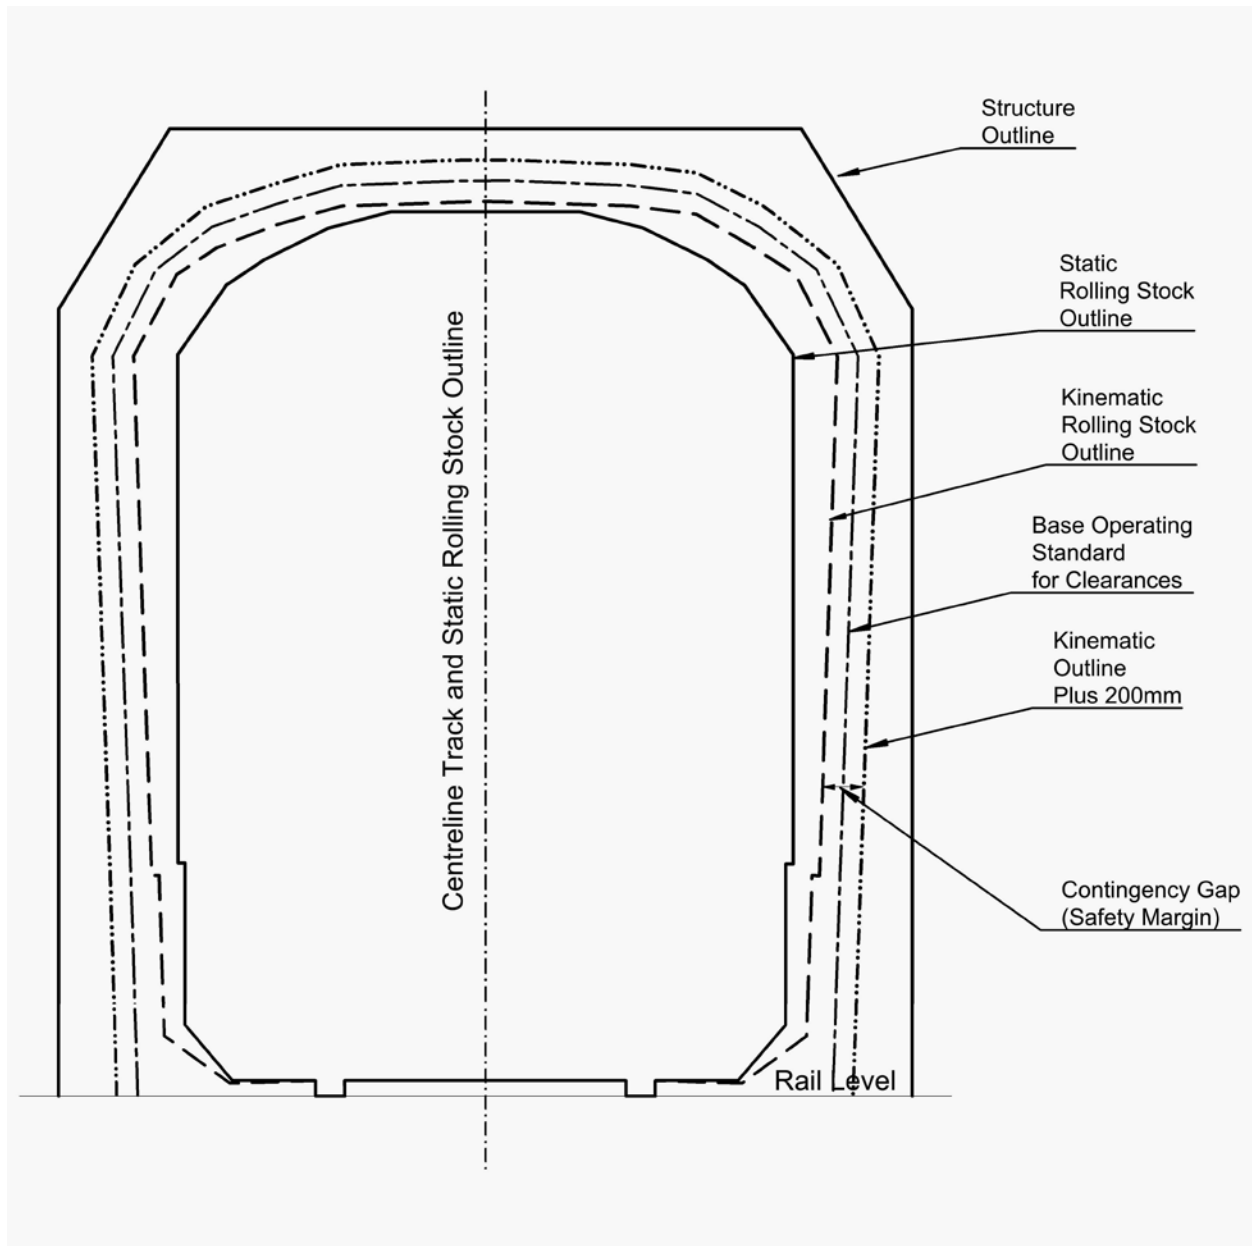 Structure
Outline
Static
Rolling Stock
Outline
Kinematic
Rolling Stock
Outline
Base Operating
Standard
for Clearances
Kinematic
Outline
Plus 200mm
Contingency Gap
(Safety Margin)
Centreline Track and Static Rolling Stock Outline
Rail Level